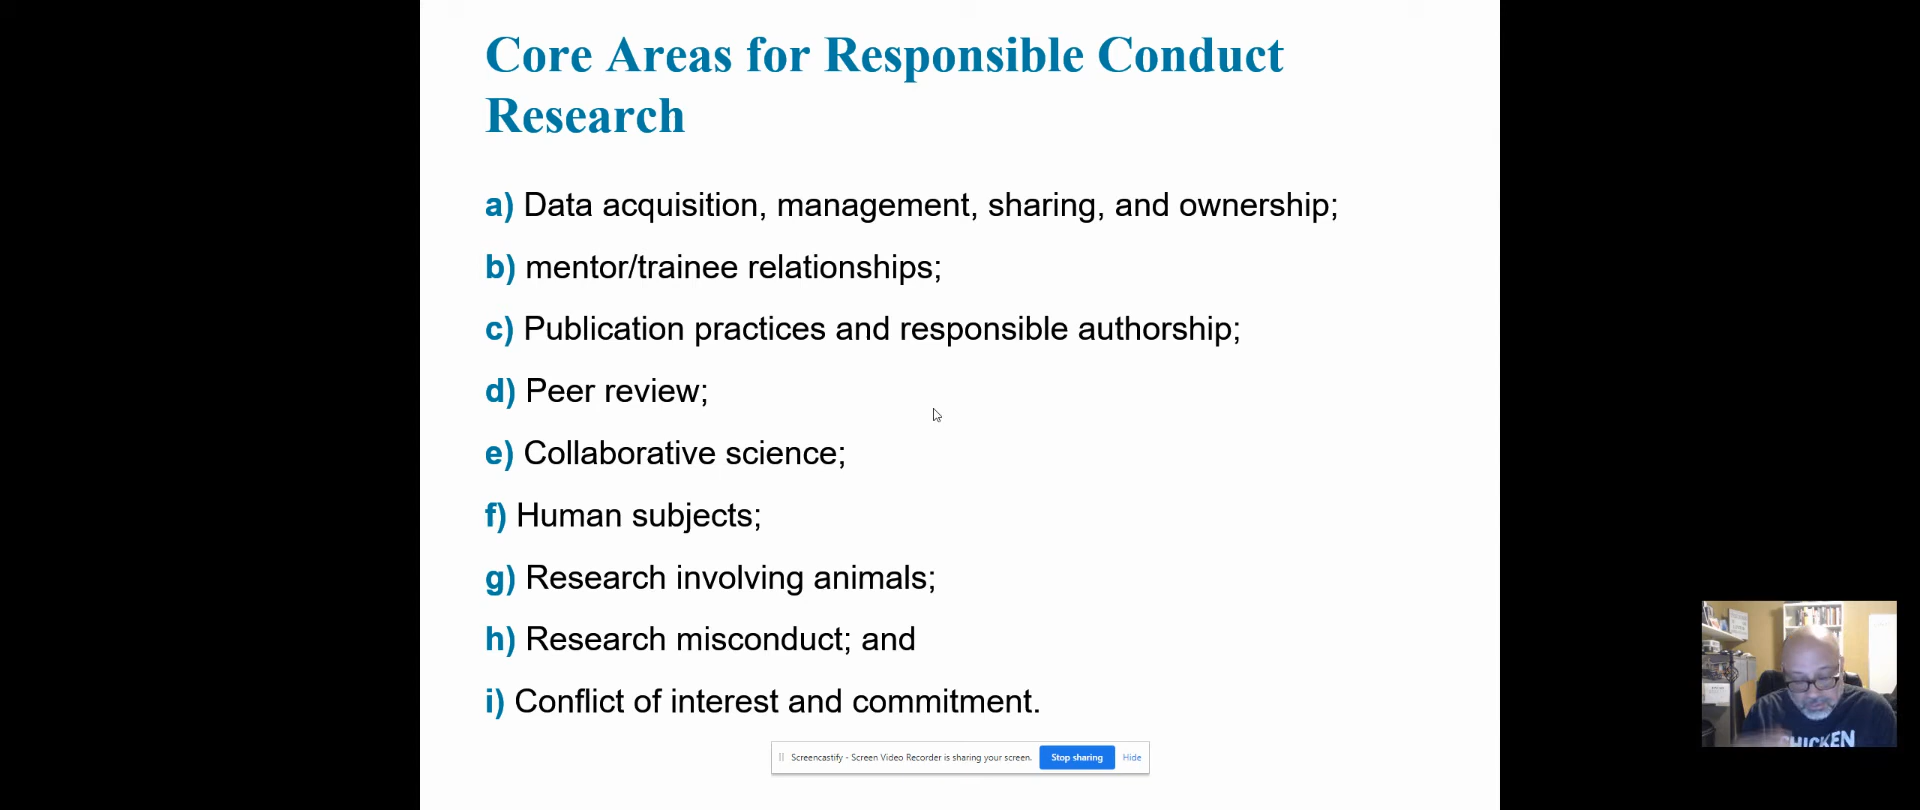 Core Areas for Responsible Conduct
Research
a) Data acquisition, management, sharing, and ownership;
b) mentor/trainee relationships;
c) Publication practices and responsible authorship;
d) Peer review;
e) Collaborative science;
f) Human subjects;
g) Research involving animals;
h) Research misconduct; and
i) Conflict of interest and commitment.
Screencastify - Screen Video Recorder is sharing your screen. Stop sharing Hide
CHICKEN